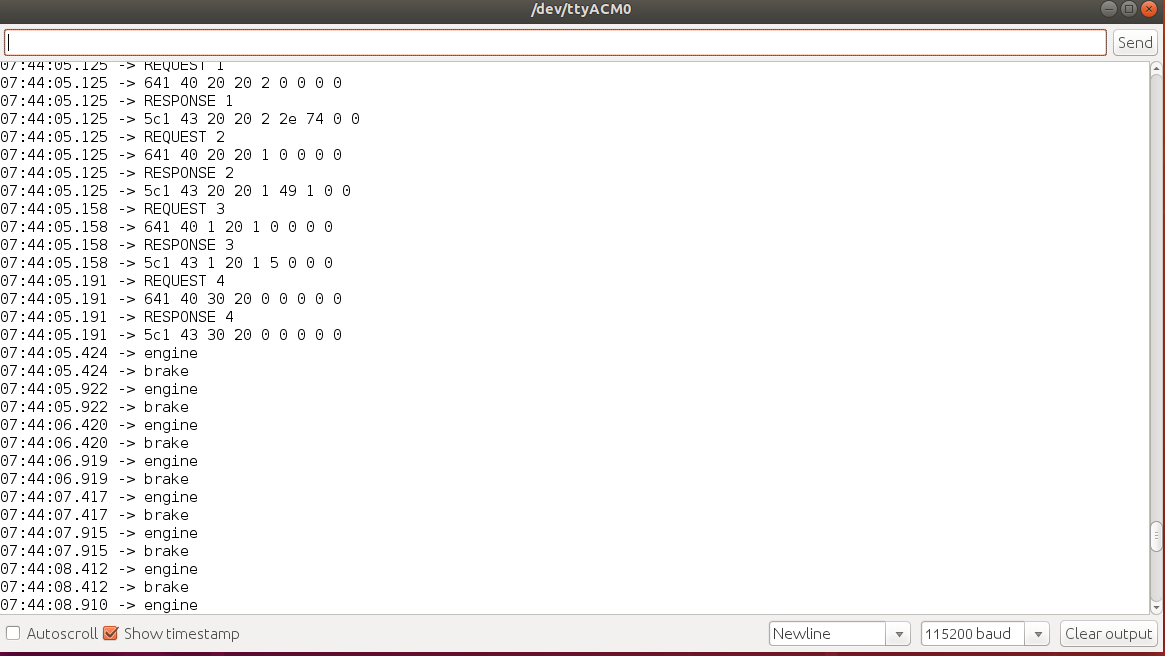 /dev/ttyACM0
Send
07:44:05.125 -> REQUEST 1
07:44:05.125 -> 641 40 20 20 2 0 0 0 0
07:44:05.125 -> RESPONSE 1
07:44:05.125 -> 5c1 43 20 20 2 2e 74 0 0
07:44:05.125 -> REQUEST 2
07:44:05.125 -> 641 40 20 20 1 0 0 0 0
07:44:05.125 -> RESPONSE 2
07:44:05.125 -> 5c1 43 20 20 1 49 1 0 0
07:44:05.158 -> REQUEST 3
07:44:05.158 -> 641 40 1 20 1 0 0 0 0
07:44:05.158 -> RESPONSE 3
07:44:05.158 -> 5c1 43 1 20 1 5 0 0 0
07:44:05.191 -> REQUEST 4
07:44:05.191 -> 641 40 30 20 0 0 0 0 0
07:44:05.191 -> RESPONSE 4
07:44:05.191 -> 5c1 43 30 20 0 0 0 0 0
07:44:05.424 -> engine
07:44:05.424 -> brake
07:44:05.922 -> engine
07:44:05.922 -> brake
07:44:06.420 -> engine
07:44:06.420 -> brake
07:44:06.919 -> engine
07:44:06.919 -> brake
07:44:07.417 -> engine
07:44:07.417 -> brake
07:44:07.915 -> engine
07:44:07.915 -> brake
07:44:08.412 -> engine
07:44:08.412 -> brake
07:44:08.910 -> engine
Autoscroll Show timestamp Newline 115200 baud Clear output